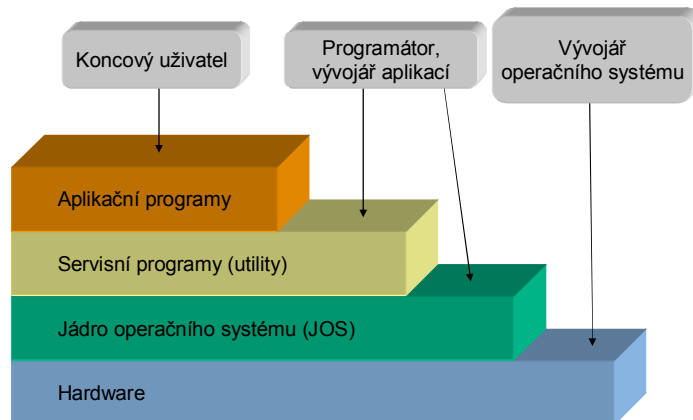 Koncový uživatel
Programátor,
vývojář aplikací
Vývojář
operačního systému
Aplikační programy
Servisní programy (utility)
Jádro operačního systému (JOS)
Hardware